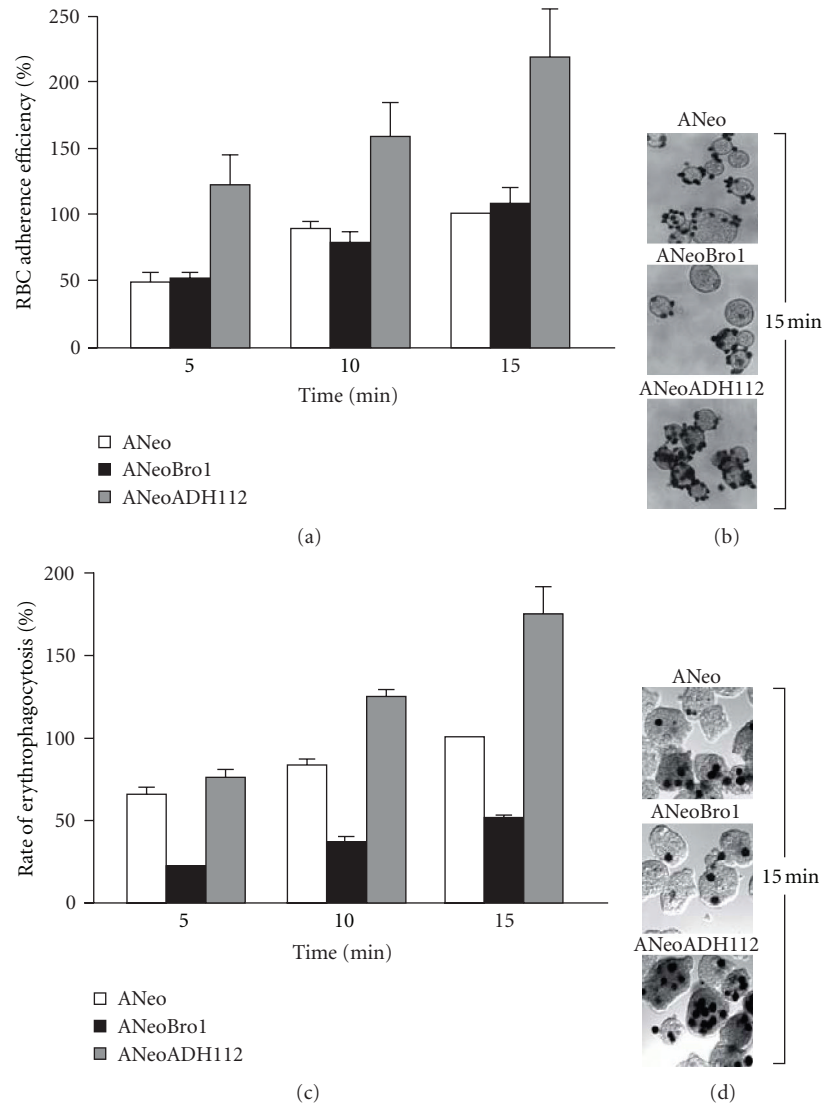 RBC adherence efficiency (%)
250
200
150
100
50
0
5 10 15
Time (min)
ANeo
ANeoBro1
ANeoADH112
(a)
ANeo
ANeoBro1
ANeoADH112
15 min
(b)
Rate of erythrophagocytosis (%)
200
150
100
50
0
5 10 15
Time (min)
ANeo
ANeoBro1
ANeoADH112
(c)
ANeo
ANeoBro1
ANeoADH112
15 min
(d)